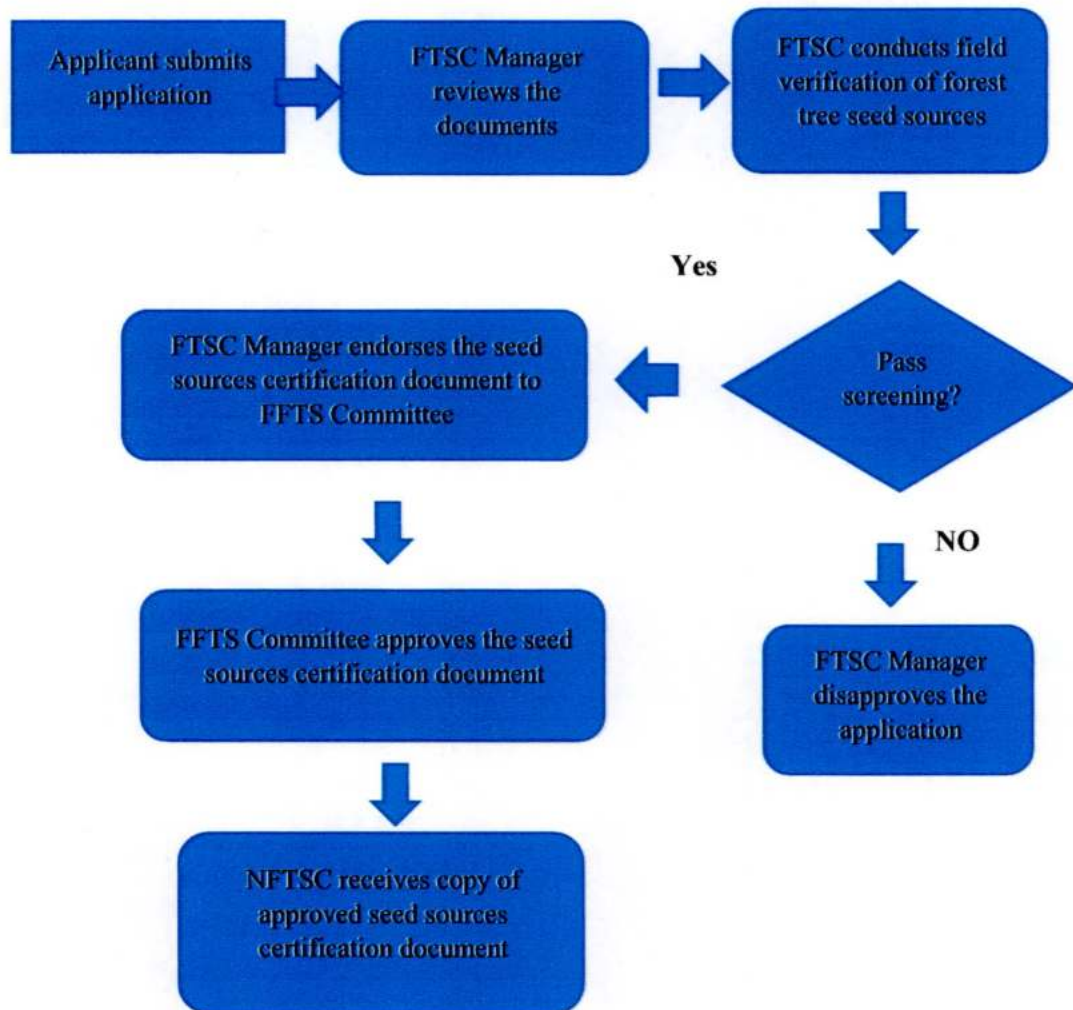 Applicant submits
application
FTSC Manager
reviews the
documents
FTSC conducts field
verification of forest
tree seed sources
Yes
Pass
screening?
FTSC Manager endorses the seed
sources certification document to
FFTS Committee
NO
FFTS Committee approves the seed
sources certification document
FTSC Manager
disapproves the
application
NFTSC receives copy of
approved seed sources
certification document